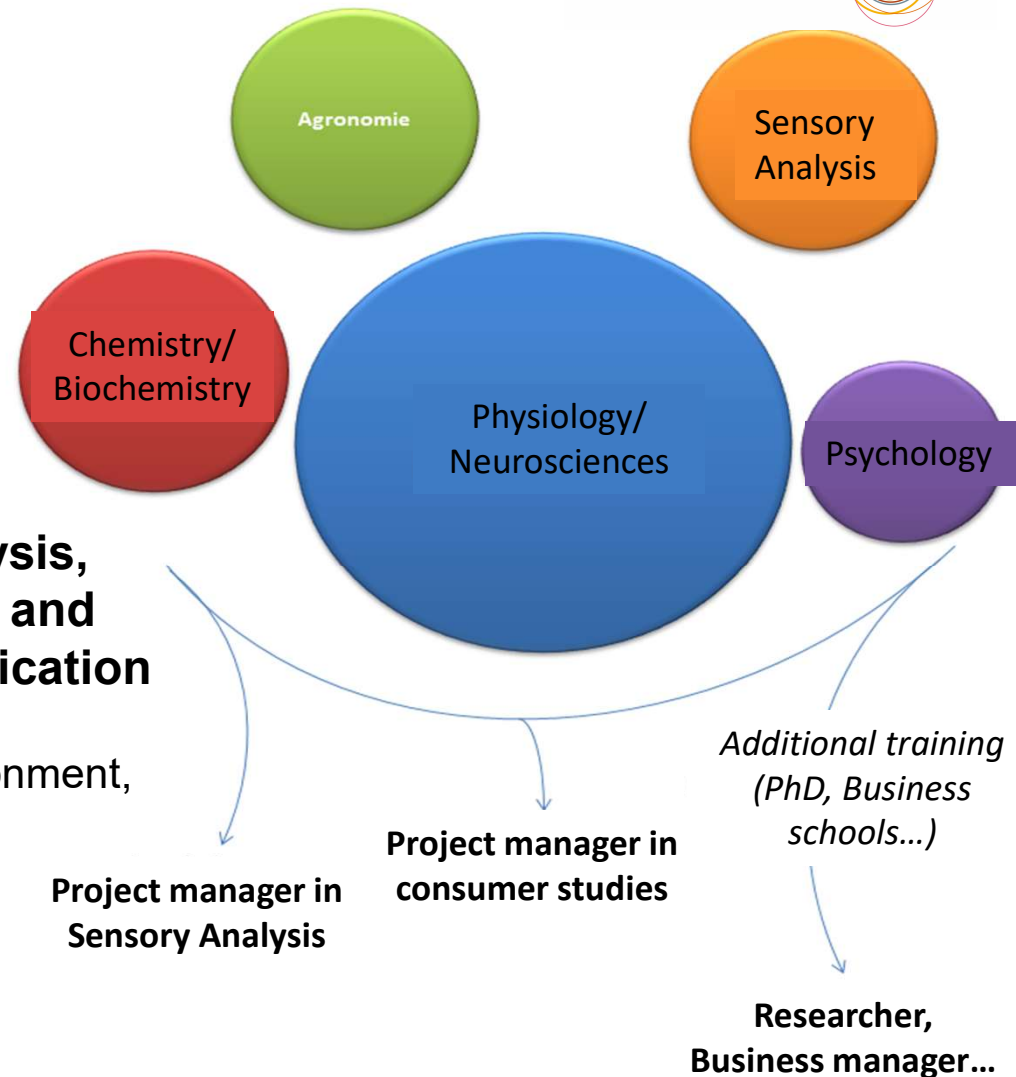 Agronomie
Sensory
Analysis
Chemistry/
Biochemistry
Physiology/
Neurosciences
Psychology
ysis,
and
ication
onment,
Additional training
(PhD, Business
schools…)
Project manager in
consumer studies
Project manager in
Sensory Analysis
Researcher,
Business manager…